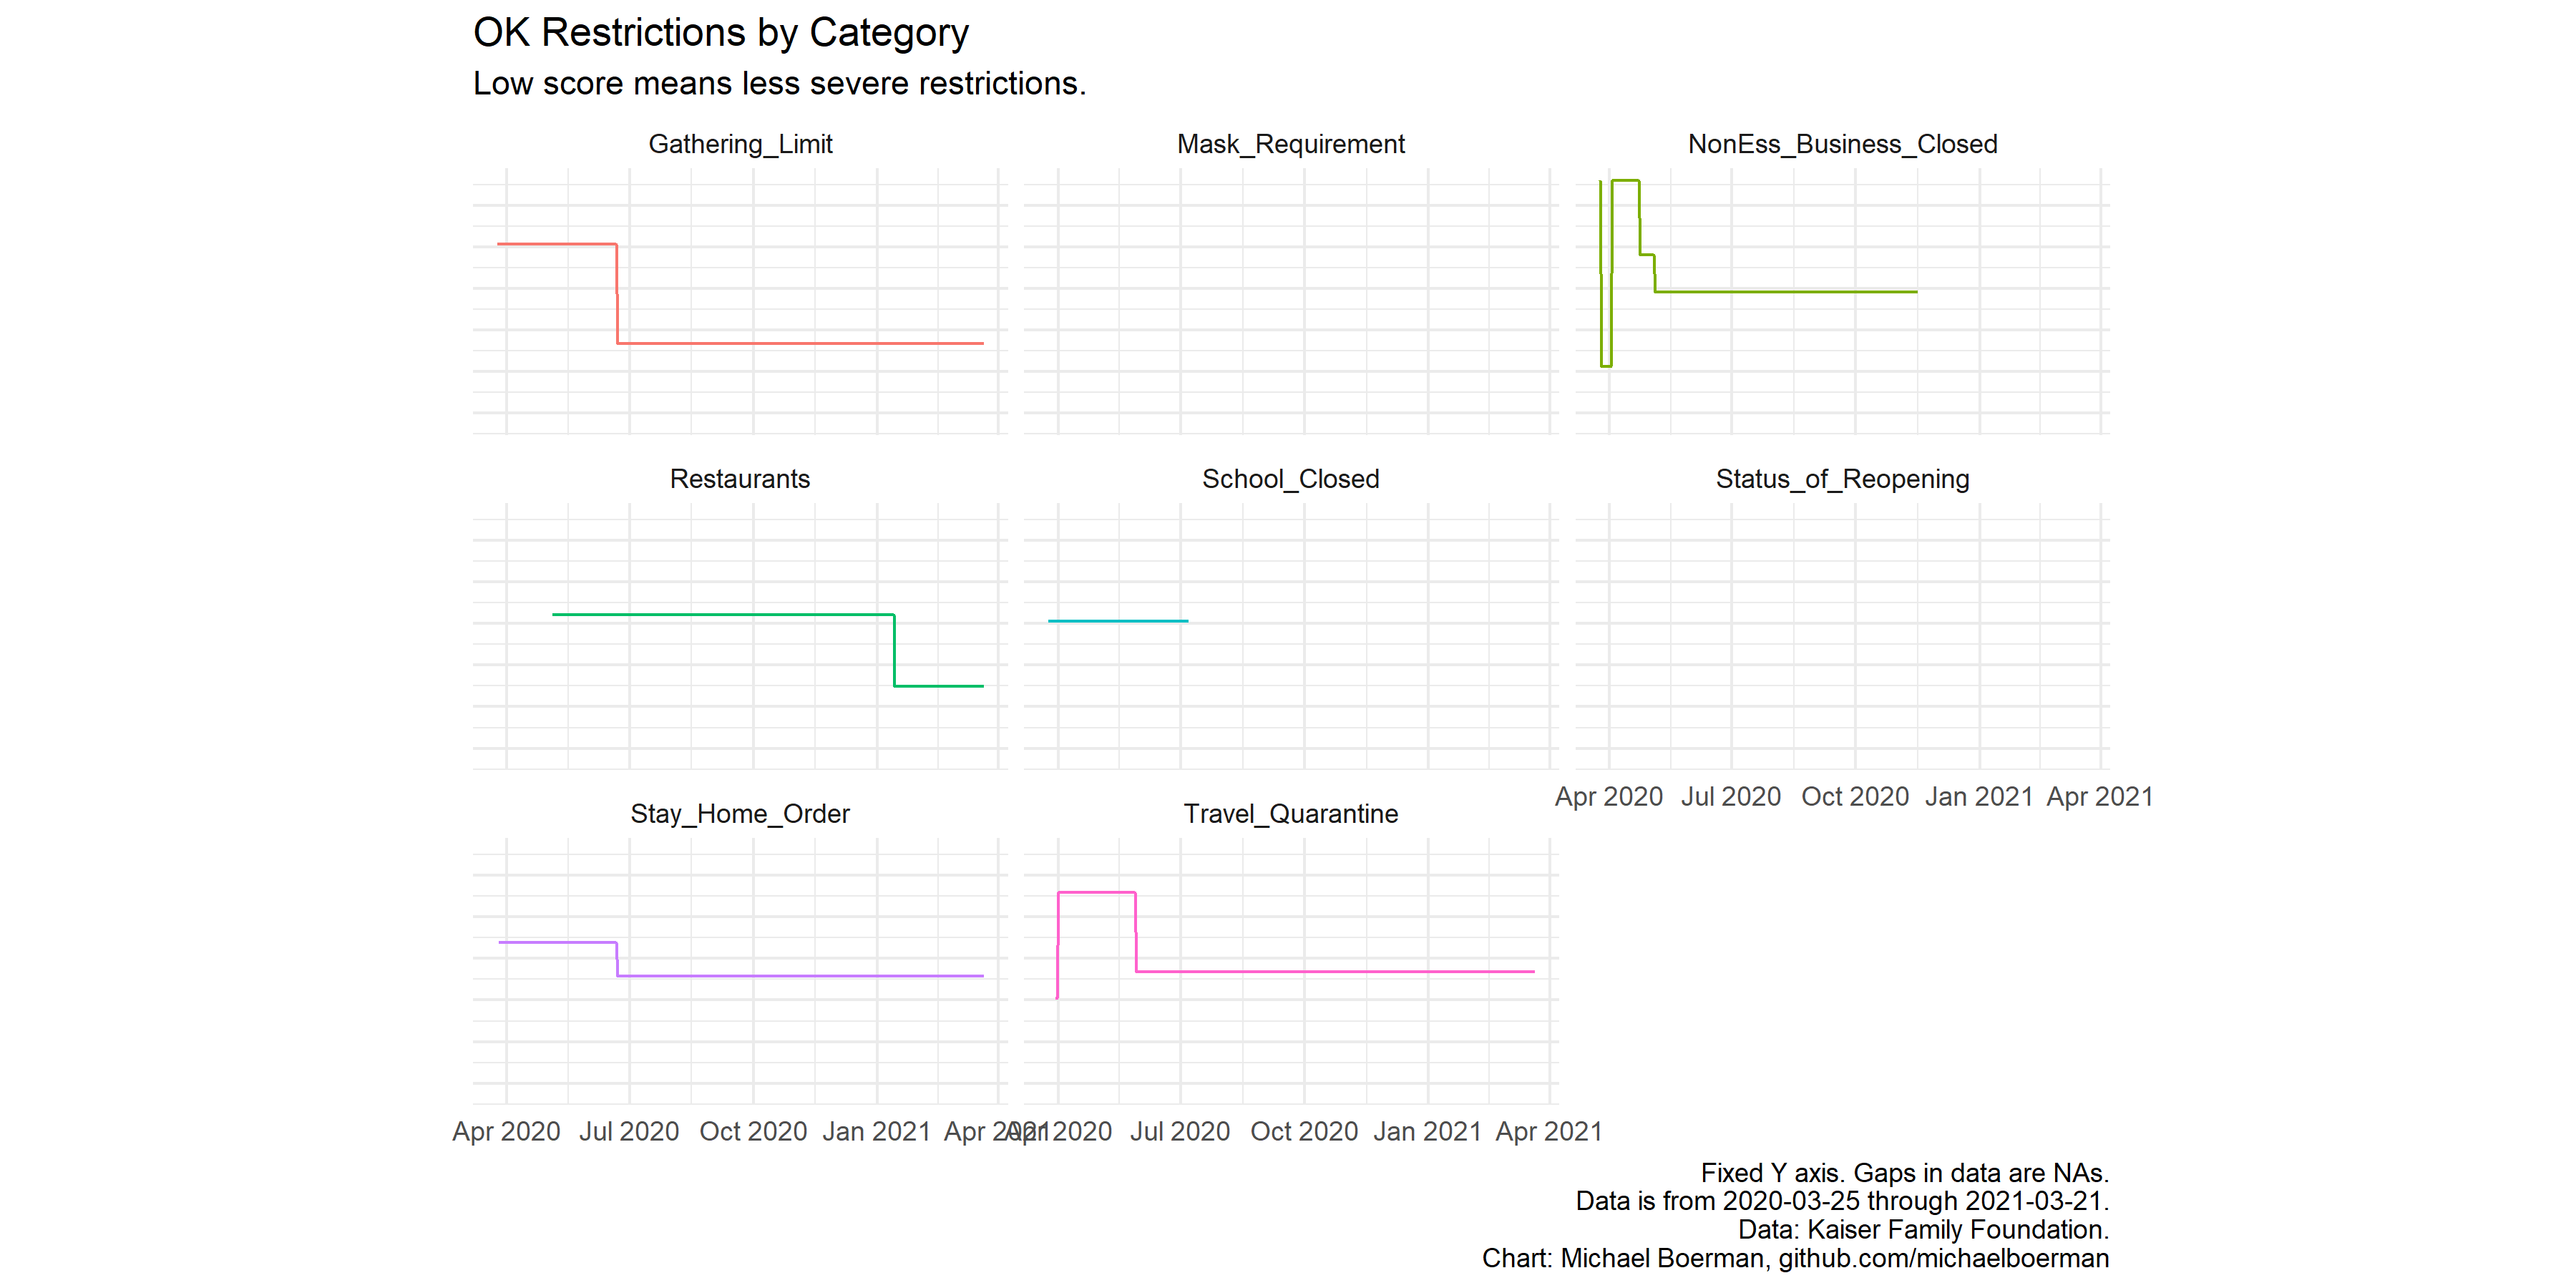 OK Restrictions by Category
Low score means less severe restrictions.
Gathering_Limit
Mask_Requirement
NonEss_Business_Closed
Restaurants
School_Closed
Status_of_Reopening
Apr 2020 Jul 2020 Oct 2020 Jan 2021 Apr 2021
Stay_Home_Order
Travel_Quarantine
Apr 2020 Jul 2020 Oct 2020 Jan 2021 Apr 2021
Apr 2020 Jul 2020 Oct 2020 Jan 2021 Apr 2021
Fixed Y axis. Gaps in data are NAs.
Data is from 2020-03-25 through 2021-03-21.
Data: Kaiser Family Foundation.
Chart: Michael Boerman, github.com/michaelboerman